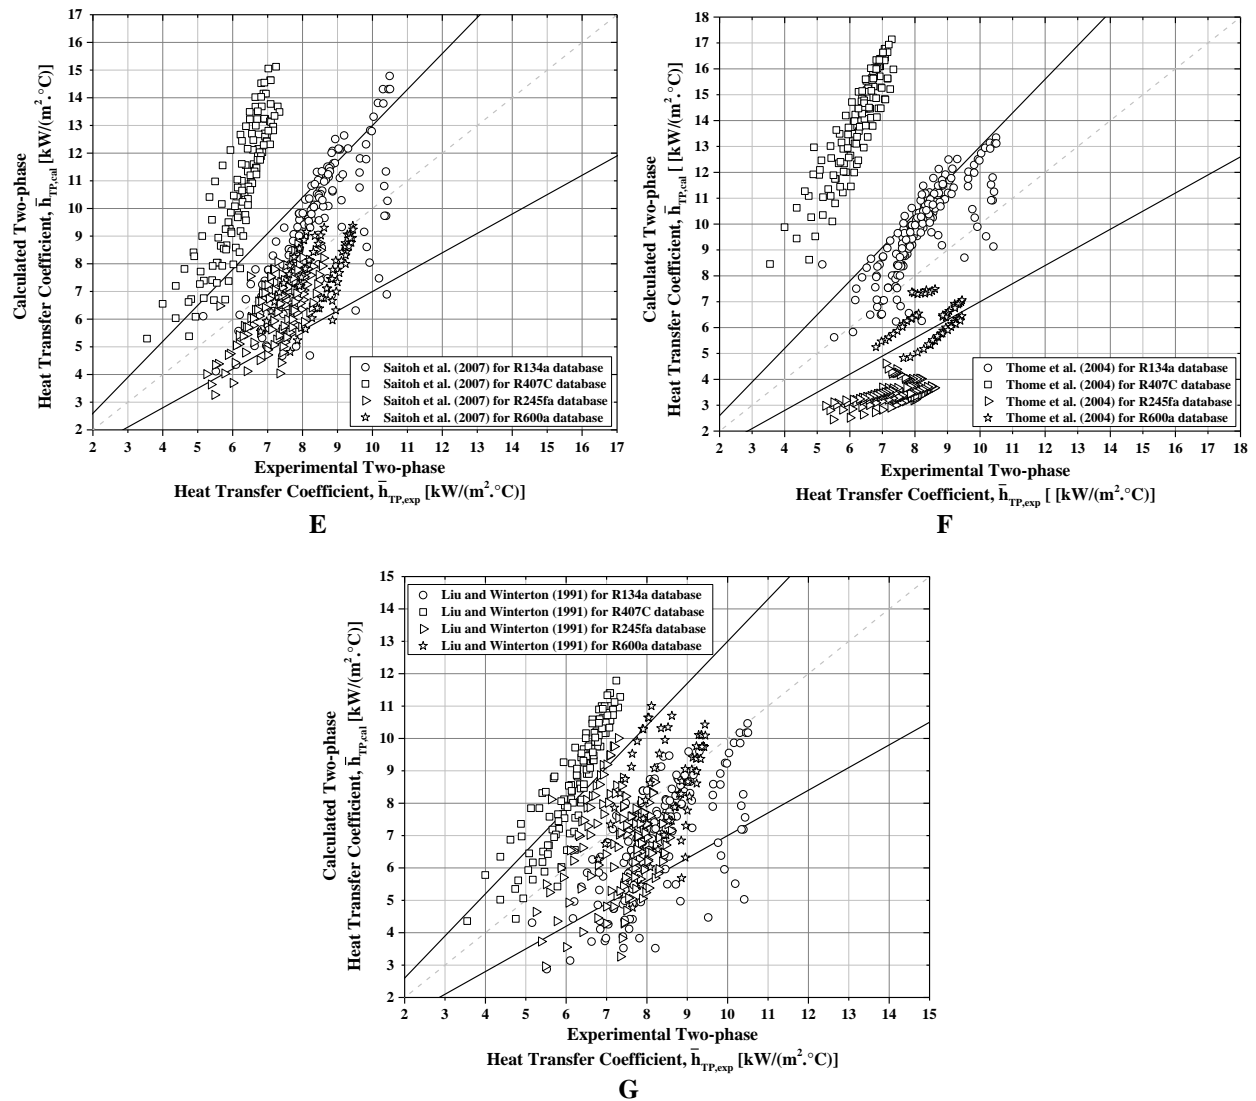 17
16
15
14
13
12
11
10
9
8
7
6
5
4
3
2
Calculated Two-phase
Heat Transfer Coefficient, h̅TP,cal [kW/(m².°C)]
Saitoh et al. (2007) for R134a database
Saitoh et al. (2007) for R407C database
Saitoh et al. (2007) for R245fa database
Saitoh et al. (2007) for R600a database
2 3 4 5 6 7 8 9 10 11 12 13 14 15 16 17
Experimental Two-phase
Heat Transfer Coefficient, h̅TP,exp [kW/(m².°C)]
E
18
17
16
15
14
13
12
11
10
9
8
7
6
5
4
3
2
Calculated Two-phase
Heat Transfer Coefficient, h̅TP,cal [ [kW/(m².°C)]
Thome et al. (2004) for R134a database
Thome et al. (2004) for R407C database
Thome et al. (2004) for R245fa database
Thome et al. (2004) for R600a database
2 3 4 5 6 7 8 9 10 11 12 13 14 15 16 17 18
Experimental Two-phase
Heat Transfer Coefficient, h̅TP,exp [ [kW/(m².°C)]
F
15
14
13
12
11
10
9
8
7
6
5
4
3
2
Calculated Two-phase
Heat Transfer Coefficient, h̅TP,cal [kW/(m².°C)]
Liu and Winterton (1991) for R134a database
Liu and Winterton (1991) for R407C database
Liu and Winterton (1991) for R245fa database
Liu and Winterton (1991) for R600a database
2 3 4 5 6 7 8 9 10 11 12 13 14 15
Experimental Two-phase
Heat Transfer Coefficient, h̅TP,exp [kW/(m².°C)]
G